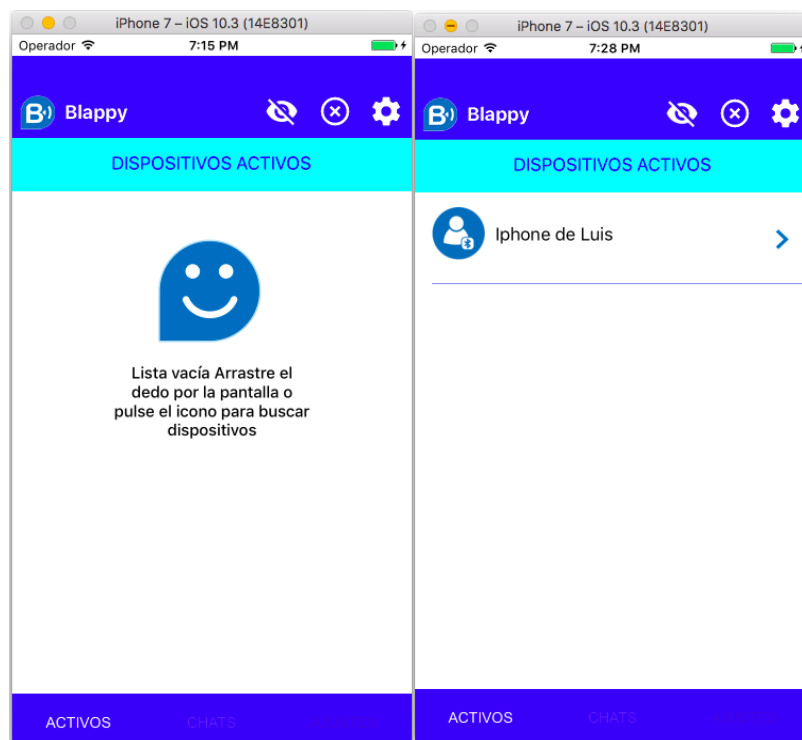 iPhone 7 – iOS 10.3 (14E8301)
Operador
7:15 PM
B
Blappy
DISPOSITIVOS ACTIVOS
Lista vacía Arrastre el
dedo por la pantalla o
pulse el icono para buscar
dispositivos
ACTIVOS
CHATS
iPhone 7 – iOS 10.3 (14E8301)
Operador
7:28 PM
B
Blappy
DISPOSITIVOS ACTIVOS
Iphone de Luis
ACTIVOS
CHATS